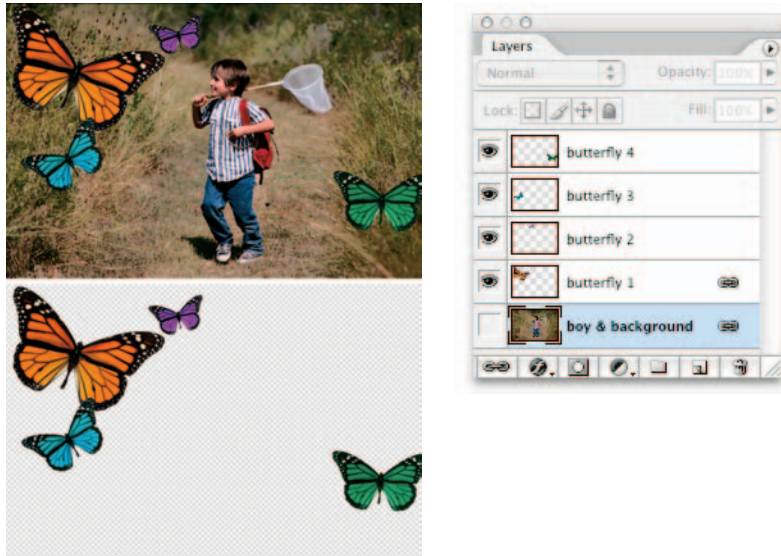 Layers
Normal
Opacity: 100%
Lock:
Fill: 100%
butterfly 4
butterfly 3
butterfly 2
butterfly 1
boy & background